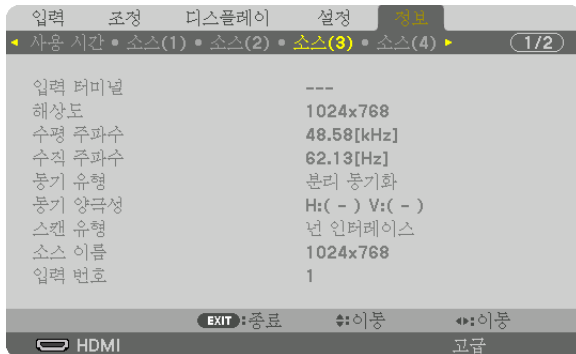 입력 조정 디스플레이 설정 정보
사용 시간 • 소스(1) • 소스(2) • 소스(3) • 소스(4) 1/2
입력 터미널 ---
해상도 1024x768
수평 주파수 48.58[kHz]
수직 주파수 62.13[Hz]
동기 유형 분리 동기화
동기 양극성 H:( - ) V:( - )
스캔 유형 넌 인터레이스
소스 이름 1024x768
입력 번호 1
EXIT :종료 :이동 :이동
HDMI 고급